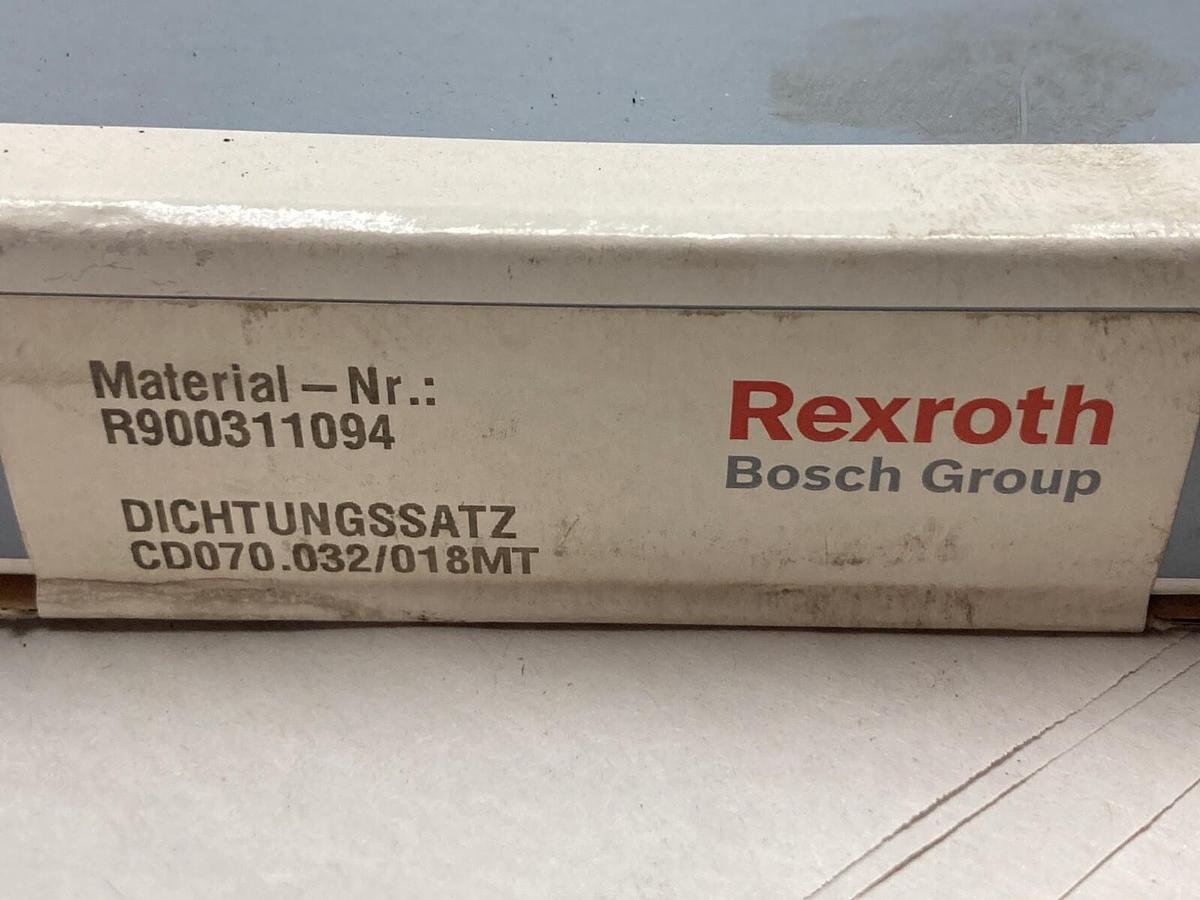 Material – Nr.:
R900311094
DICHTUNGSSATZ
CD070.032/018MT
Rexroth
Bosch Group